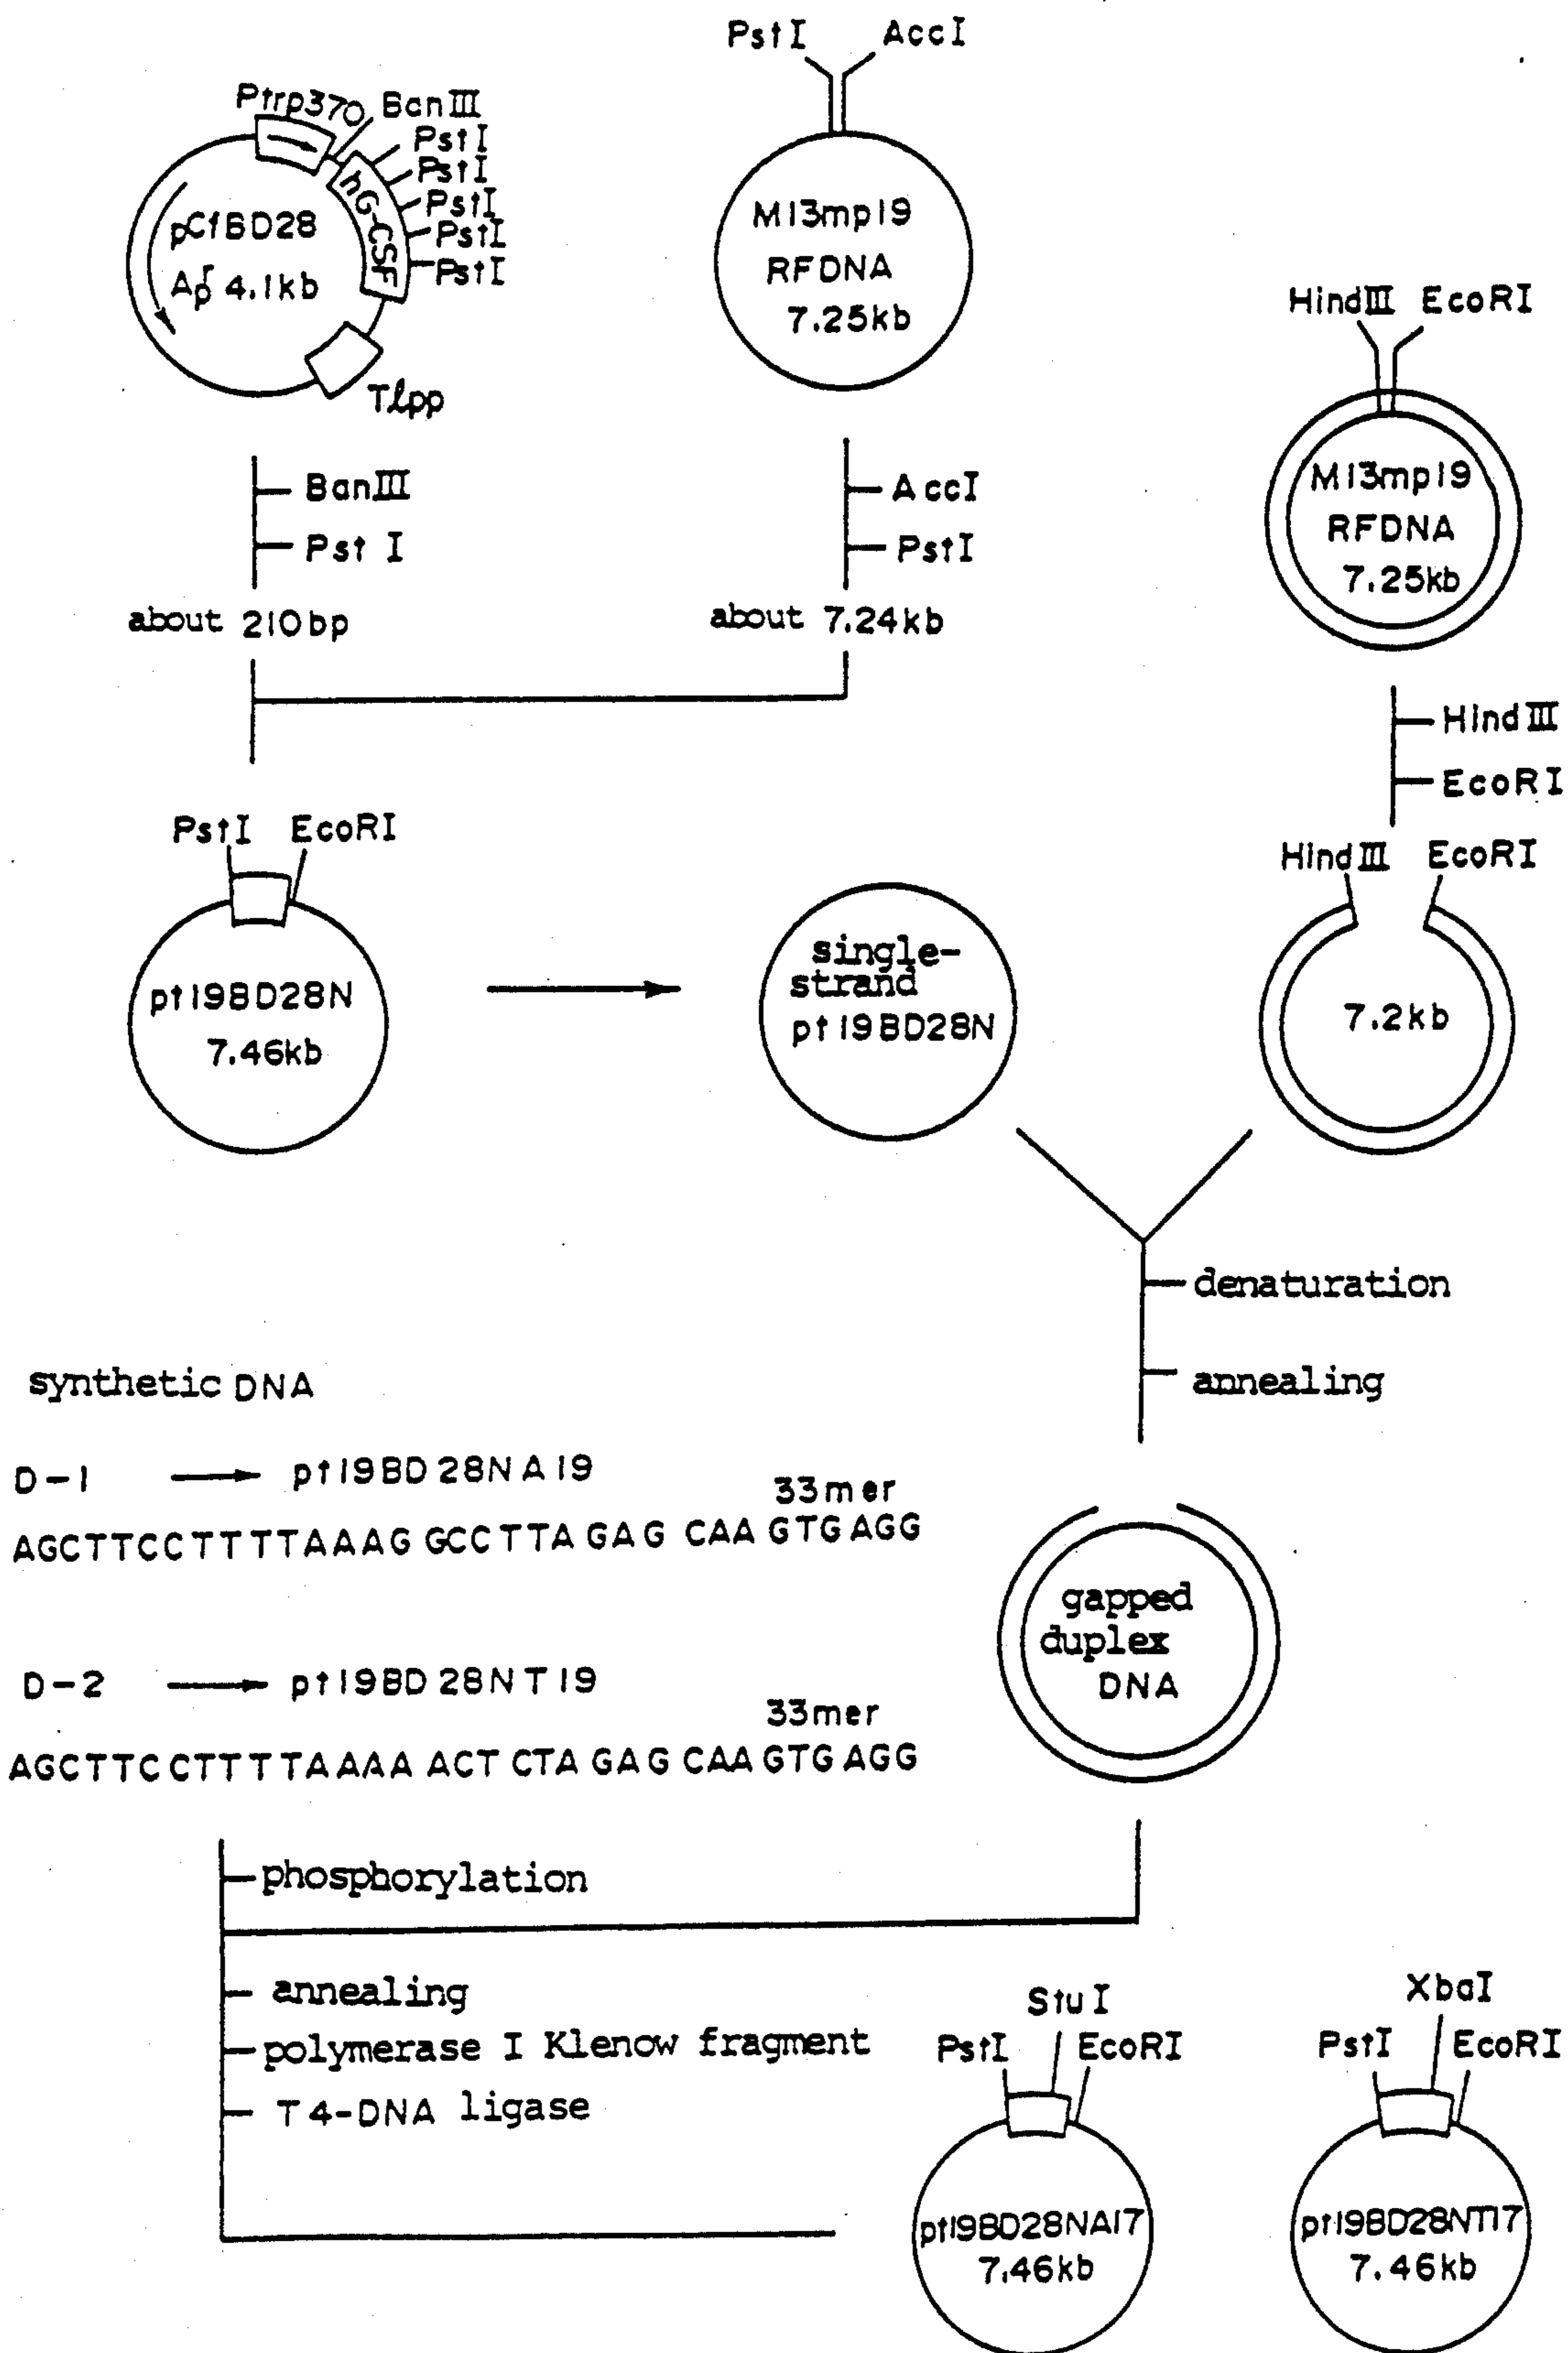 PstI AccI
Ptrp370 BanIII
PstI
PstI
PstI
PstI
PstI
hG-CSF
pCfBD28
Apr 4.1kb
Tlpp
M13mp19
RFDNA
7.25kb
HindIII EcoRI
M13mp19
RFDNA
7.25kb
BanIII
Pst I
about 210bp
AccI
PstI
about 7.24kb
HindIII
EcoRI
PstI EcoRI
pt19BD28N
7.46kb
single-
strand
pt19BD28N
HindIII EcoRI
7.2kb
denaturation
annealing
synthetic DNA
D-1 pt19BD28NA19
33mer
AGCTTCCTTTTAAAG GCCTTA GAG CAA GTG AGG
D-2 pt19BD28NT19
33mer
AGCTTCCTTTTAAAA ACT CTA GAG CAA GTG AGG
gapped
duplex
DNA
phosphorylation
annealing
polymerase I Klenow fragment
T4-DNA ligase
StuI
PstI EcoRI
pt19BD28NA17
7.46kb
XbaI
PstI EcoRI
pt19BD28NT17
7.46kb